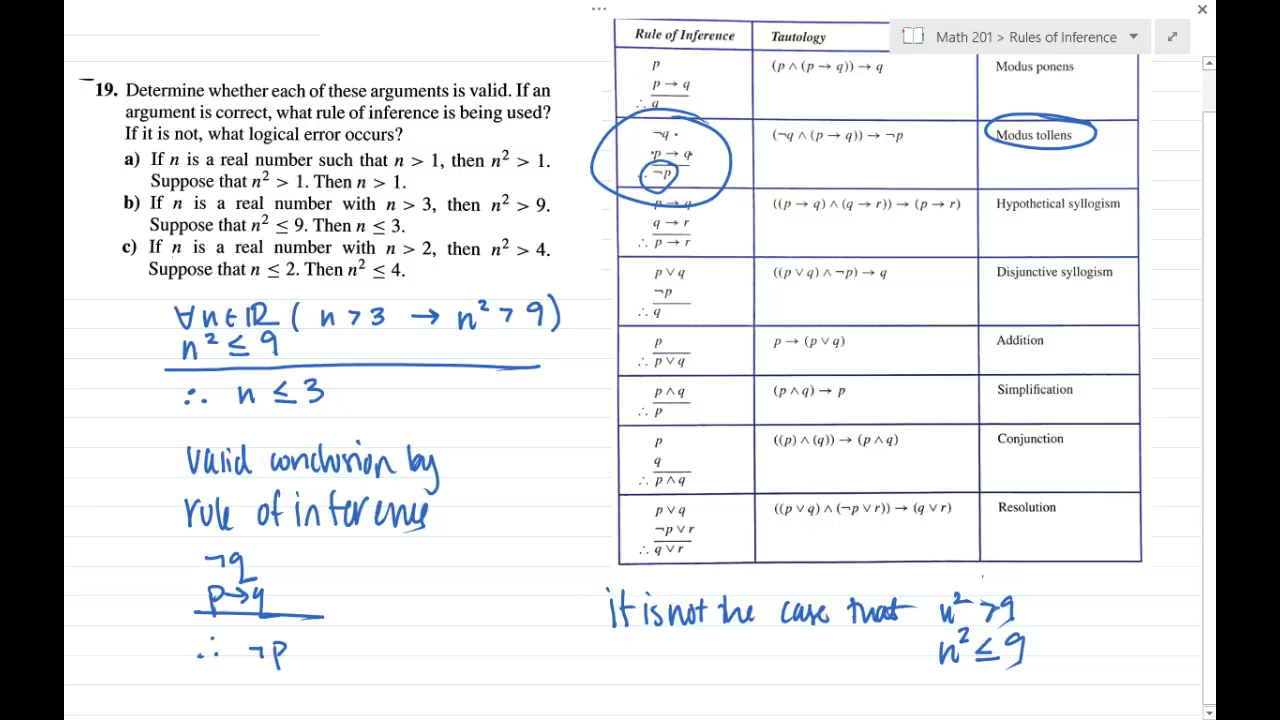 Math 201 > Rules of Inference
19. Determine whether each of these arguments is valid. If an
argument is correct, what rule of inference is being used?
If it is not, what logical error occurs?
a) If n is a real number such that n > 1, then n² > 1.
Suppose that n² > 1. Then n > 1.
b) If n is a real number with n > 3, then n² > 9.
Suppose that n² ≤ 9. Then n ≤ 3.
c) If n is a real number with n > 2, then n² > 4.
Suppose that n ≤ 2. Then n² ≤ 4.
∀n∈ℝ ( n > 3 → n² > 9)
n² ≤ 9
∴ n ≤ 3
valid conclusion by
rule of inference
¬q
p→q
∴ ¬p
Rule of Inference Tautology
p
p → q
∴ q
(p ∧ (p → q)) → q
Modus ponens
¬q
p → q
∴ ¬p
(¬q ∧ (p → q)) → ¬p
Modus tollens
p → q
q → r
∴ p → r
((p → q) ∧ (q → r)) → (p → r)
Hypothetical syllogism
p ∨ q
¬p
∴ q
((p ∨ q) ∧ ¬p) → q
Disjunctive syllogism
p
∴ p ∨ q
p → (p ∨ q)
Addition
p ∧ q
∴ p
(p ∧ q) → p
Simplification
p
q
∴ p ∧ q
((p) ∧ (q)) → (p ∧ q)
Conjunction
p ∨ q
¬p ∨ r
∴ q ∨ r
((p ∨ q) ∧ (¬p ∨ r)) → (q ∨ r)
Resolution
it is not the case that n² > 9
n² ≤ 9